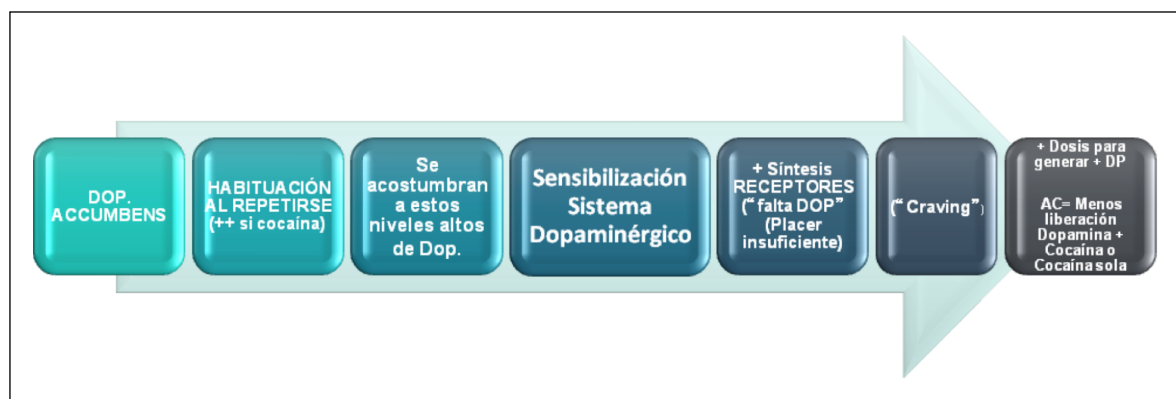 DOP.
ACCUMBENS
HABITUACIÓN
AL REPETIRSE
(++ si cocaína)
Se
acostumbran
a estos
niveles altos
de Dop.
Sensibilización
Sistema
Dopaminérgico
+ Síntesis
RECEPTORES
(“falta DOP”
(Placer
insuficiente)
(“Craving”)
+ Dosis para
generar + DP
AC= Menos
liberación
Dopamina +
Cocaína o
Cocaína sola